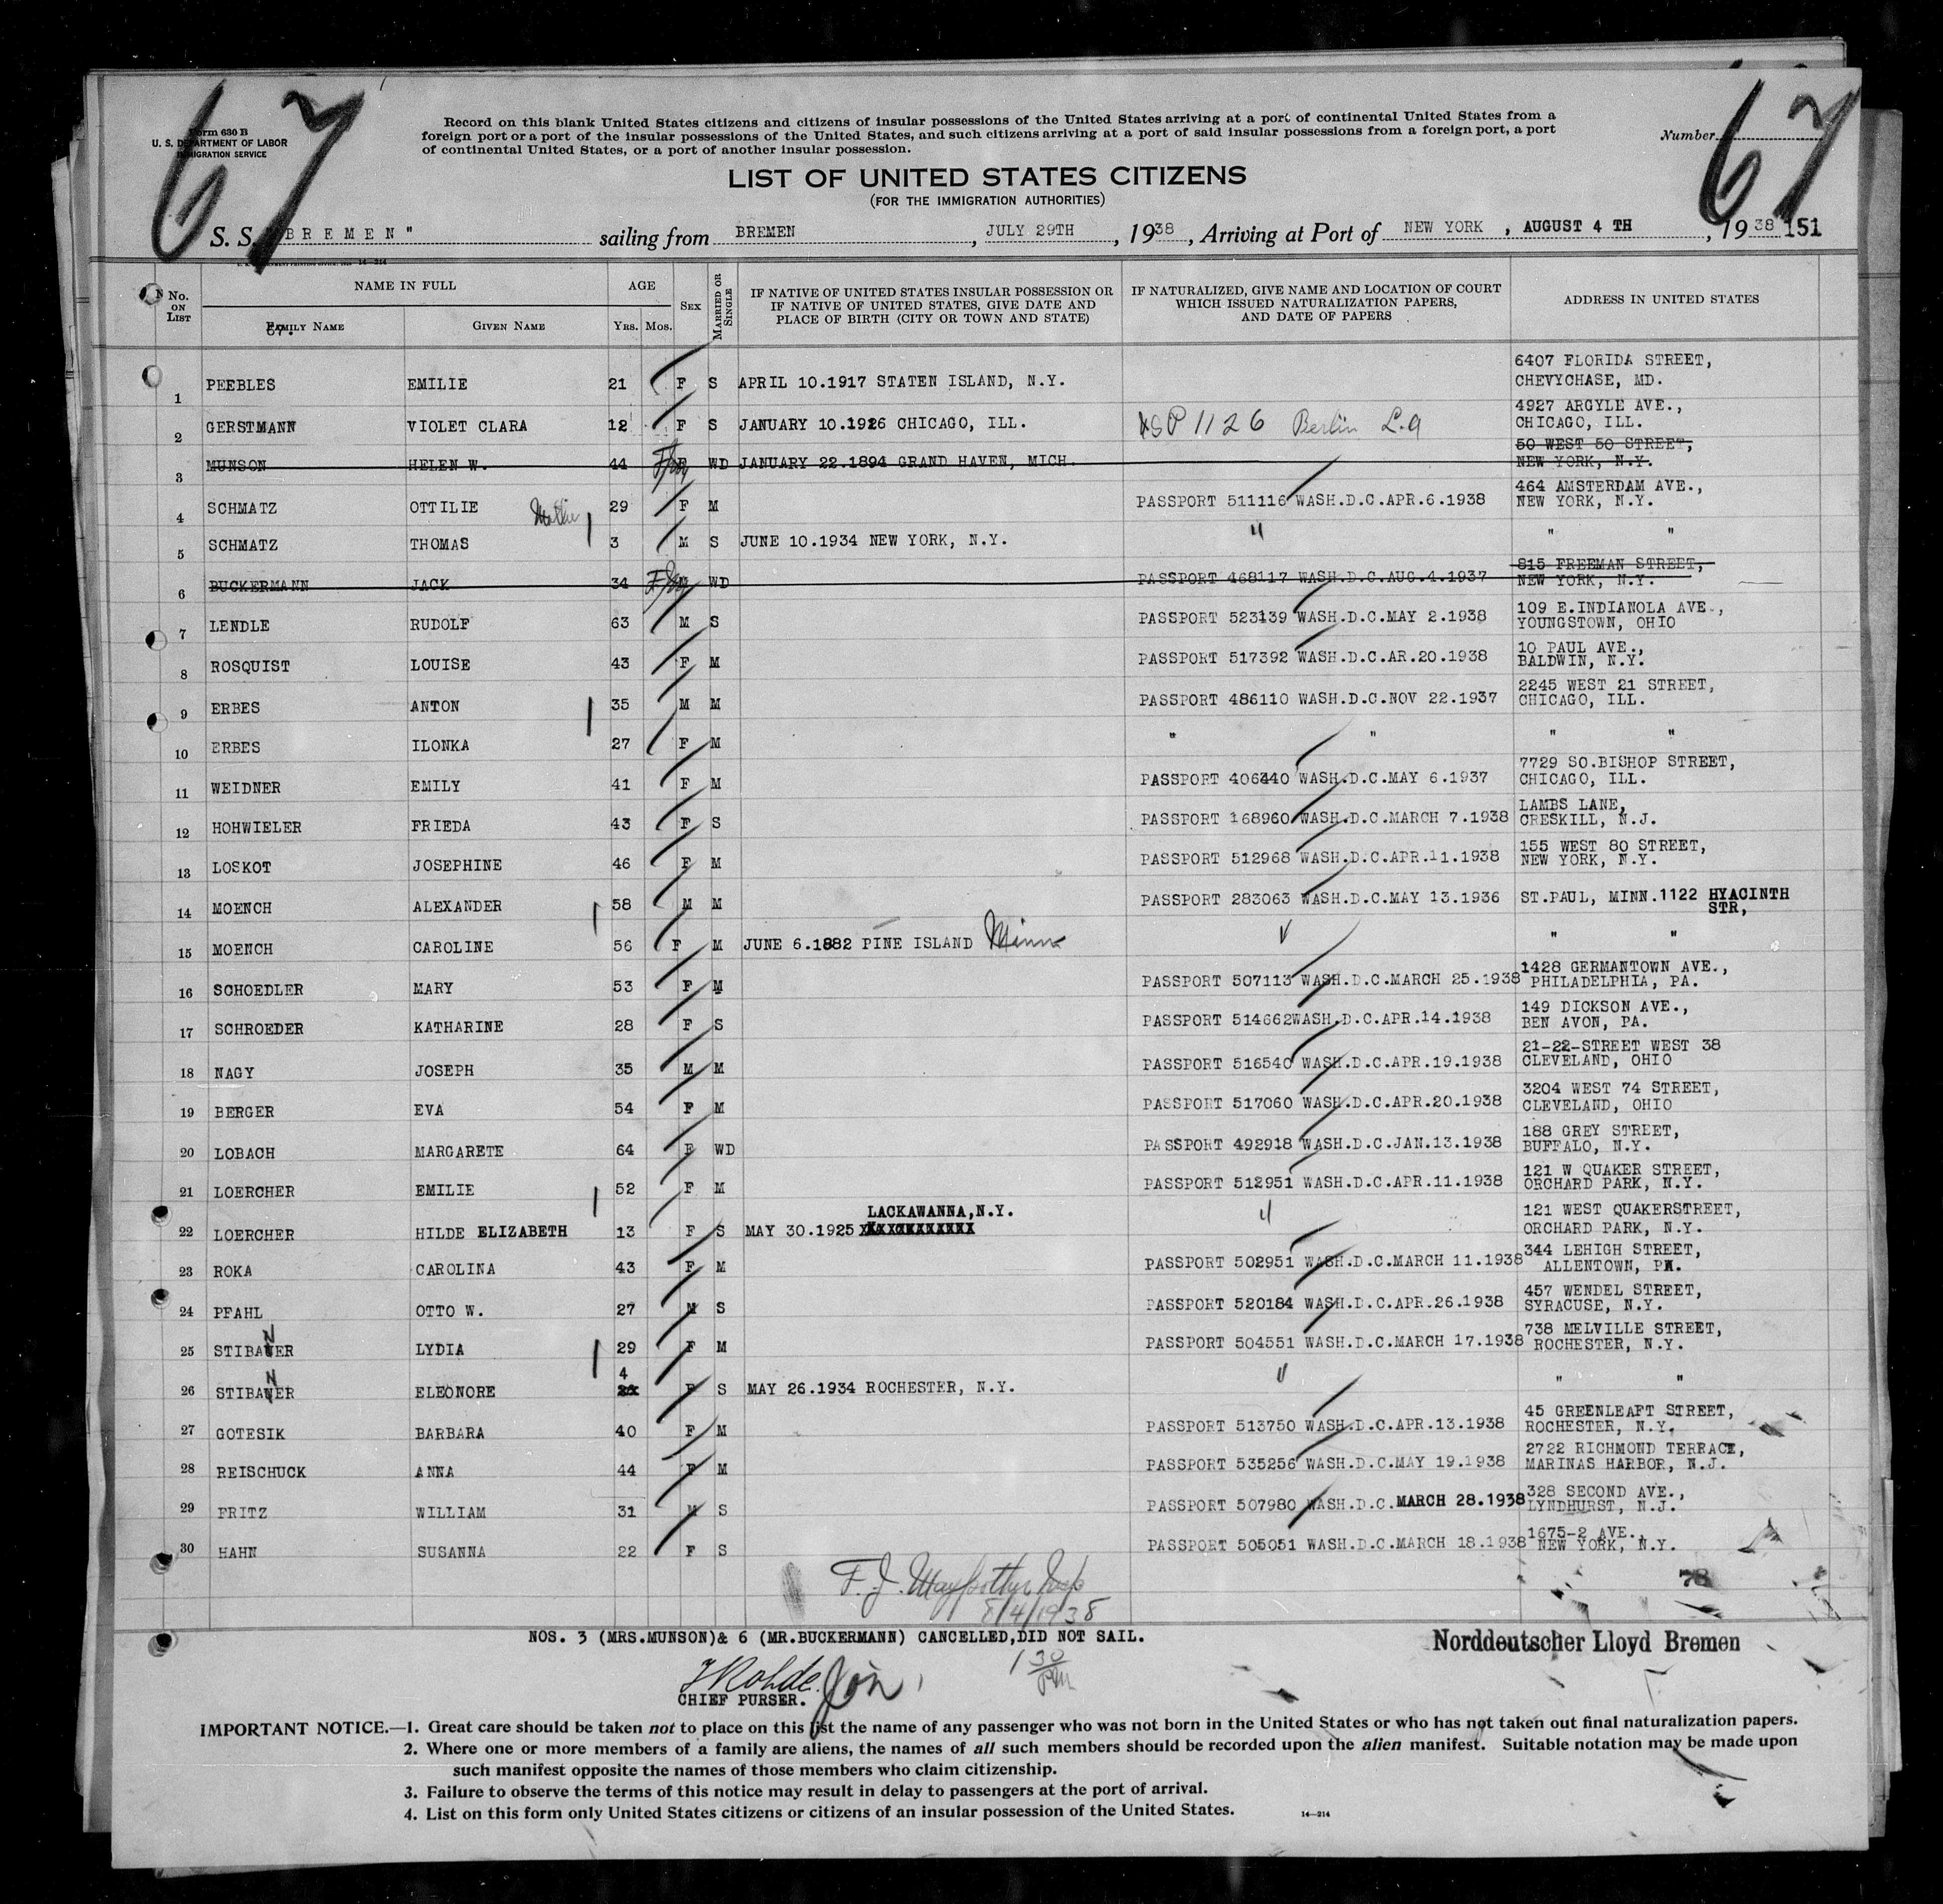 67
67
Form 630 B
U. S. DEPARTMENT OF LABOR
IMMIGRATION SERVICE
Record on this blank United States citizens and citizens of insular possessions of the United States arriving at a port of continental United States from a
foreign port or a port of the insular possessions of the United States, and such citizens arriving at a port of said insular possessions from a foreign port, a port
of continental United States, or a port of another insular possession.
Number
LIST OF UNITED STATES CITIZENS
(FOR THE IMMIGRATION AUTHORITIES)
S. S. "BREMEN" sailing from BREMEN, JULY 29TH, 1938, Arriving at Port of NEW YORK, AUGUST 4 TH, 1938 151
No. on List | NAME IN FULL Family Name 67. Given Name | AGE Yrs. Mos. | Sex | Married or Single | IF NATIVE OF UNITED STATES INSULAR POSSESSION OR IF NATIVE OF UNITED STATES, GIVE DATE AND PLACE OF BIRTH (CITY OR TOWN AND STATE) | IF NATURALIZED, GIVE NAME AND LOCATION OF COURT WHICH ISSUED NATURALIZATION PAPERS, AND DATE OF PAPERS | ADDRESS IN UNITED STATES
1 PEEBLES EMILIE 21 F S APRIL 10.1917 STATEN ISLAND, N.Y. 6407 FLORIDA STREET, CHEVYCHASE, MD.
2 GERSTMANN VIOLET CLARA 12 F S JANUARY 10.1926 CHICAGO, ILL. 1126 Berlin 4927 ARGYLE AVE., CHICAGO, ILL.
3 MUNSON HELEN W. 44 F WD JANUARY 22.1894 GRAND HAVEN, MICH. 50 WEST 50 STREET, NEW YORK, N.Y.
4 SCHMATZ OTTILIE 29 F M PASSPORT 511116 WASH.D.C.APR.6.1938 464 AMSTERDAM AVE., NEW YORK, N.Y.
5 SCHMATZ THOMAS 3 M S JUNE 10.1934 NEW YORK, N.Y. " " "
6 BUCKERMANN JACK 34 M WD PASSPORT 468117 WASH.D.C.AUG.4.1937 815 FREEMAN STREET, NEW YORK, N.Y.
7 LENDLE RUDOLF 63 M S PASSPORT 523139 WASH.D.C.MAY 2.1938 109 E.INDIANOLA AVE., YOUNGSTOWN, OHIO
8 ROSQUIST LOUISE 43 F M PASSPORT 517392 WASH.D.C.AR.20.1938 10 PAUL AVE., BALDWIN, N.Y.
9 ERBES ANTON 35 M M PASSPORT 486110 WASH.D.C.NOV 22.1937 2245 WEST 21 STREET, CHICAGO, ILL.
10 ERBES ILONKA 27 F M " " " "
11 WEIDNER EMILY 41 F M PASSPORT 406440 WASH.D.C.MAY 6.1937 7729 SO.BISHOP STREET, CHICAGO, ILL.
12 HOHWIELER FRIEDA 43 F S PASSPORT 168960 WASH.D.C.MARCH 7.1938 LAMBS LANE, CRESKILL, N.J.
13 LOSKOT JOSEPHINE 46 F M PASSPORT 512968 WASH.D.C.APR.11.1938 155 WEST 80 STREET, NEW YORK, N.Y.
14 MOENCH ALEXANDER 58 M M PASSPORT 283063 WASH.D.C.MAY 13.1936 ST.PAUL, MINN.1122 HYACINTH STR,
15 MOENCH CAROLINE 56 F M JUNE 6.1882 PINE ISLAND Minn " "
16 SCHOEDLER MARY 53 F M PASSPORT 507113 WASH.D.C.MARCH 25.1938 1428 GERMANTOWN AVE., PHILADELPHIA, PA.
17 SCHROEDER KATHARINE 28 F S PASSPORT 514662WASH.D.C.APR.14.1938 149 DICKSON AVE., BEN AVON, PA.
18 NAGY JOSEPH 35 M M PASSPORT 516540 WASH.D.C.APR.19.1938 21-22-STREET WEST 38 CLEVELAND, OHIO
19 BERGER EVA 54 F M PASSPORT 517060 WASH.D.C.APR.20.1938 3204 WEST 74 STREET, CLEVELAND, OHIO
20 LOBACH MARGARETE 64 F WD PASSPORT 492918 WASH.D.C.JAN.13.1938 188 GREY STREET, BUFFALO, N.Y.
21 LOERCHER EMILIE 52 F M PASSPORT 512951 WASH.D.C.APR.11.1938 121 W QUAKER STREET, ORCHARD PARK, N.Y.
22 LOERCHER HILDE ELIZABETH 13 F S MAY 30.1925 LACKAWANNA,N.Y. " 121 WEST QUAKERSTREET, ORCHARD PARK, N.Y.
23 ROKA CAROLINA 43 F M PASSPORT 502951 WASH.D.C.MARCH 11.1938 344 LEHIGH STREET, ALLENTOWN, PA.
24 PFAHL OTTO W. 27 M S PASSPORT 520184 WASH.D.C.APR.26.1938 457 WENDEL STREET, SYRACUSE, N.Y.
25 STIBANER LYDIA 29 F M PASSPORT 504551 WASH.D.C.MARCH 17.1938 738 MELVILLE STREET, ROCHESTER, N.Y.
26 STIBANER ELEONORE 4 F S MAY 26.1934 ROCHESTER, N.Y. " " "
27 GOTESIK BARBARA 40 F M PASSPORT 513750 WASH.D.C.APR.13.1938 45 GREENLEAFT STREET, ROCHESTER, N.Y.
28 REISCHUCK ANNA 44 F M PASSPORT 535256 WASH.D.C.MAY 19.1938 2722 RICHMOND TERRACE, MARINAS HARBOR, N.J.
29 FRITZ WILLIAM 31 M S PASSPORT 507980 WASH.D.C.MARCH 28.1938 328 SECOND AVE., LYNDHURST, N.J.
30 HAHN SUSANNA 22 F S PASSPORT 505051 WASH.D.C.MARCH 18.1938 1675-2 AVE., NEW YORK, N.Y.
F. J.
8/4/1938
78
NOS. 3 (MRS.MUNSON)& 6 (MR.BUCKERMANN) CANCELLED,DID NOT SAIL.
Norddeutscher Lloyd Bremen
130 PM
CHIEF PURSER.
IMPORTANT NOTICE.—1. Great care should be taken not to place on this list the name of any passenger who was not born in the United States or who has not taken out final naturalization papers.
2. Where one or more members of a family are aliens, the names of all such members should be recorded upon the alien manifest. Suitable notation may be made upon
such manifest opposite the names of those members who claim citizenship.
3. Failure to observe the terms of this notice may result in delay to passengers at the port of arrival.
4. List on this form only United States citizens or citizens of an insular possession of the United States.
14—214